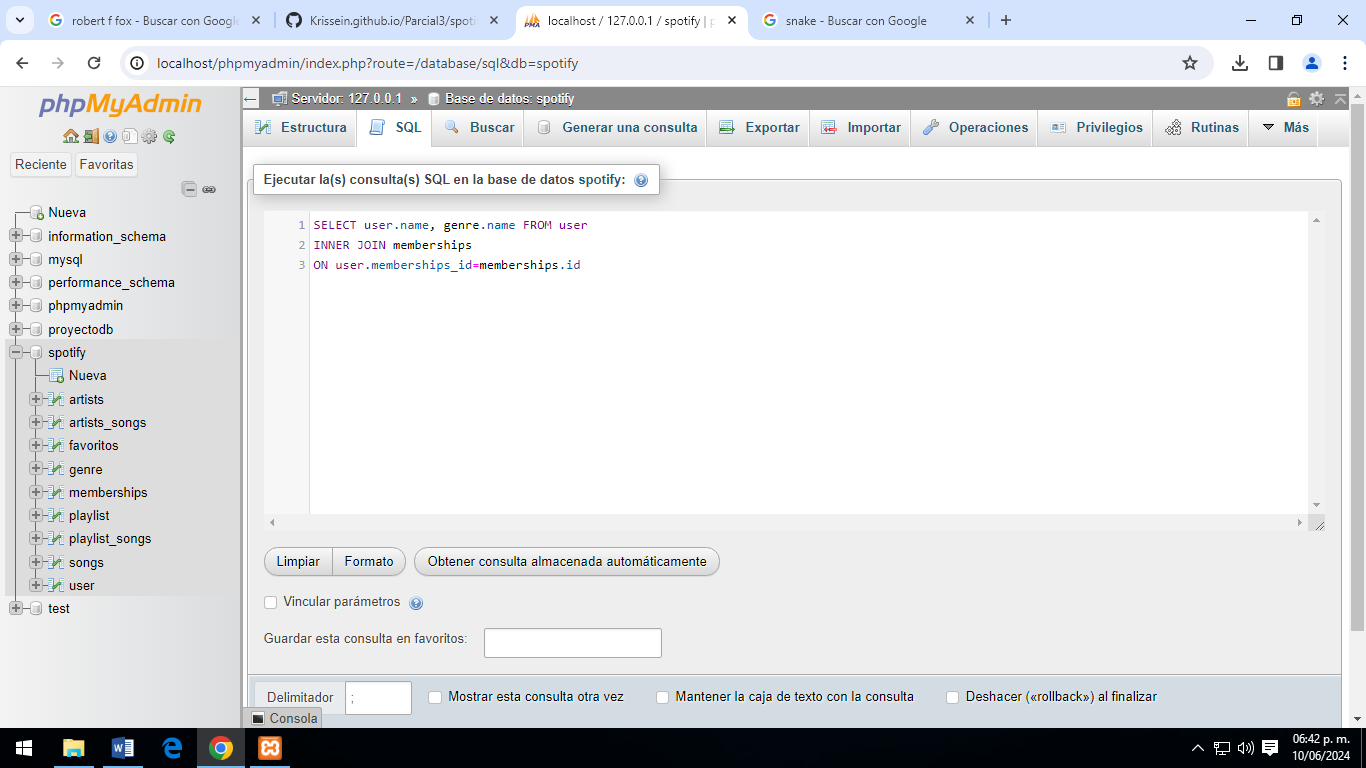 robert f fox - Buscar con Googl
Krissein.github.io/Parcial3/spoti
localhost / 127.0.0.1 / spotify | p
snake - Buscar con Google
localhost/phpmyadmin/index.php?route=/database/sql&db=spotify
phpMyAdmin
Reciente
Favoritas
Nueva
information_schema
mysql
performance_schema
phpmyadmin
proyectodb
spotify
Nueva
artists
artists_songs
favoritos
genre
memberships
playlist
playlist_songs
songs
user
test
Servidor: 127.0.0.1 » Base de datos: spotify
Estructura
SQL
Buscar
Generar una consulta
Exportar
Importar
Operaciones
Privilegios
Rutinas
Más
Ejecutar la(s) consulta(s) SQL en la base de datos spotify:
1 SELECT user.name, genre.name FROM user
2 INNER JOIN memberships
3 ON user.memberships_id=memberships.id
Limpiar
Formato
Obtener consulta almacenada automáticamente
Vincular parámetros
Guardar esta consulta en favoritos:
Delimitador ;
Mostrar esta consulta otra vez
Mantener la caja de texto con la consulta
Deshacer («rollback») al finalizar
Consola
06:42 p. m.
10/06/2024